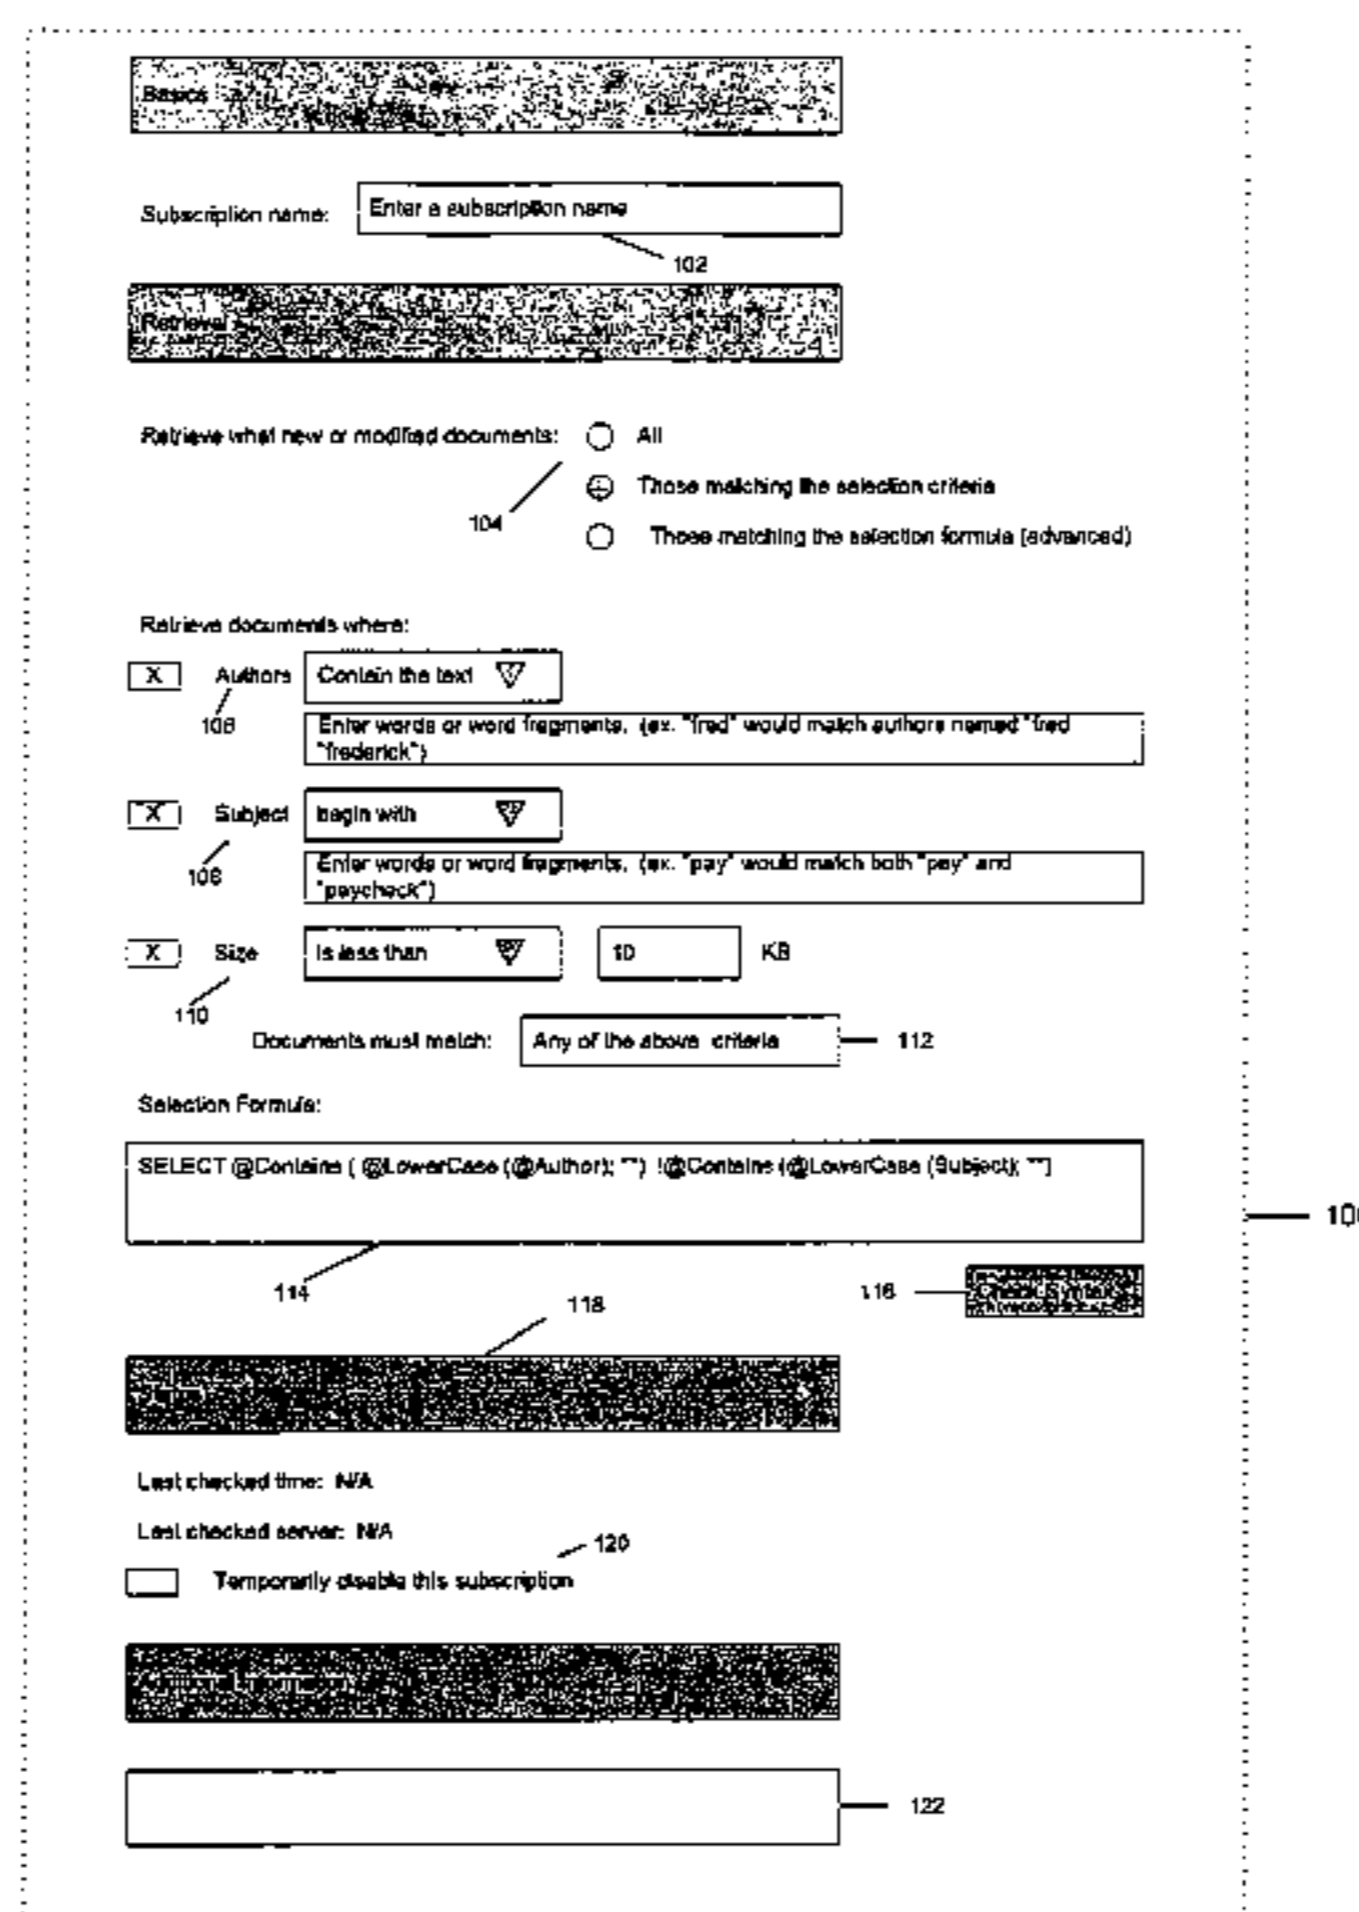 Basics
Subscription name: Enter a subscription name
102
Retrieval
Retrieve what new or modified documents: All
Those matching the selection criteria
104
Those matching the selection formula (advanced)
Retrieve documents where:
X Authors Contain the text
106
Enter words or word fragments, (ex. "fred" would match authors named "fred
"frederick")
X Subject begin with
108
Enter words or word fragments, (ex. "pay" would match both "pay" and
"paycheck")
X Size is less than 10 KB
110
Documents must match: Any of the above criteria 112
Selection Formula:
SELECT @Contains ( @LowerCase (@Author); "") !@Contains (@LowerCase (Subject); "")
10
114
116 Check Syntax
118
Last checked time: N/A
Last checked server: N/A
120
Temporarily disable this subscription
Additional Information
122